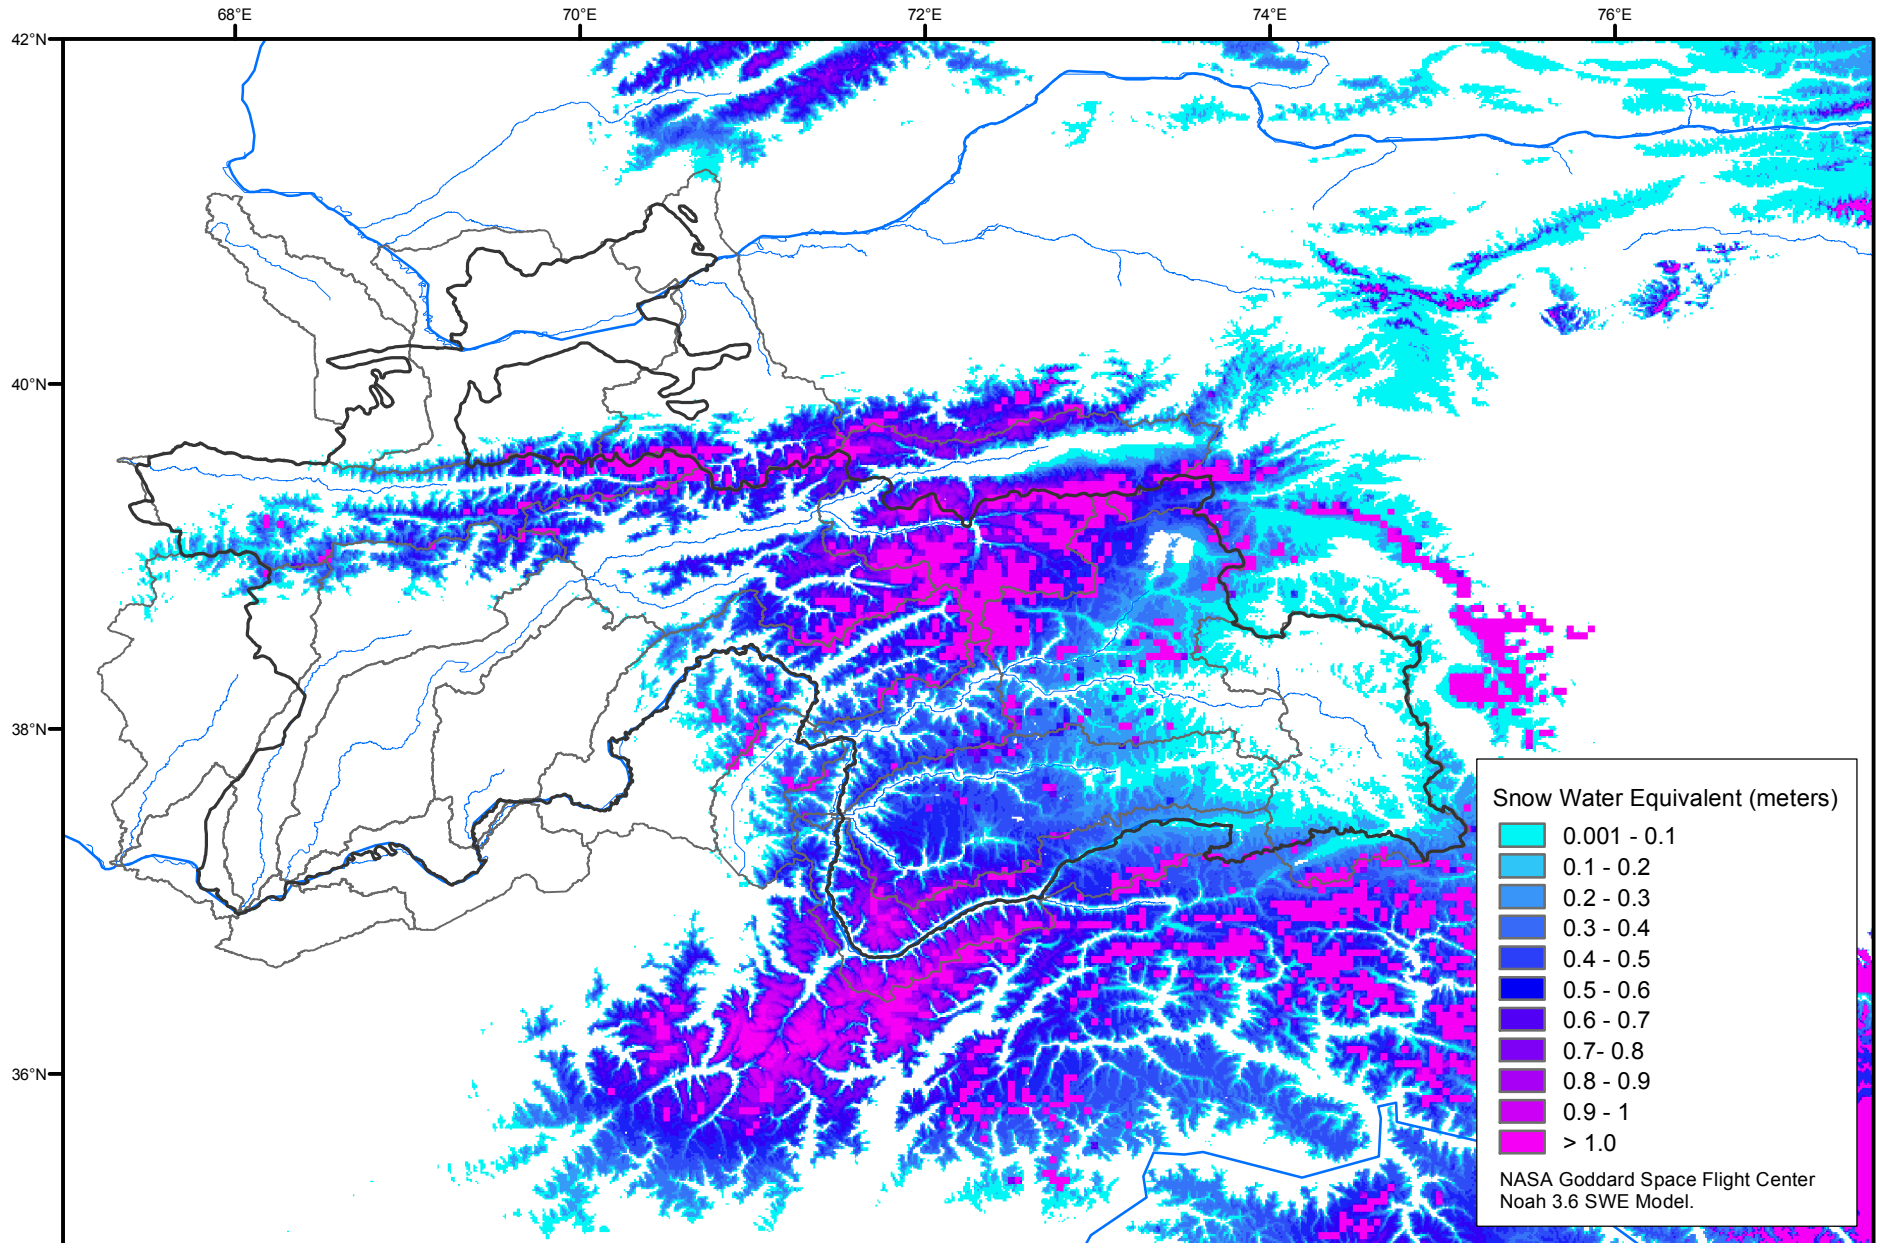 68°E 70°E 72°E 74°E 76°E
42°N
40°N
38°N
36°N
Snow Water Equivalent (meters)
0.001 - 0.1
0.1 - 0.2
0.2 - 0.3
0.3 - 0.4
0.4 - 0.5
0.5 - 0.6
0.6 - 0.7
0.7- 0.8
0.8 - 0.9
0.9 - 1
> 1.0
NASA Goddard Space Flight Center
Noah 3.6 SWE Model.